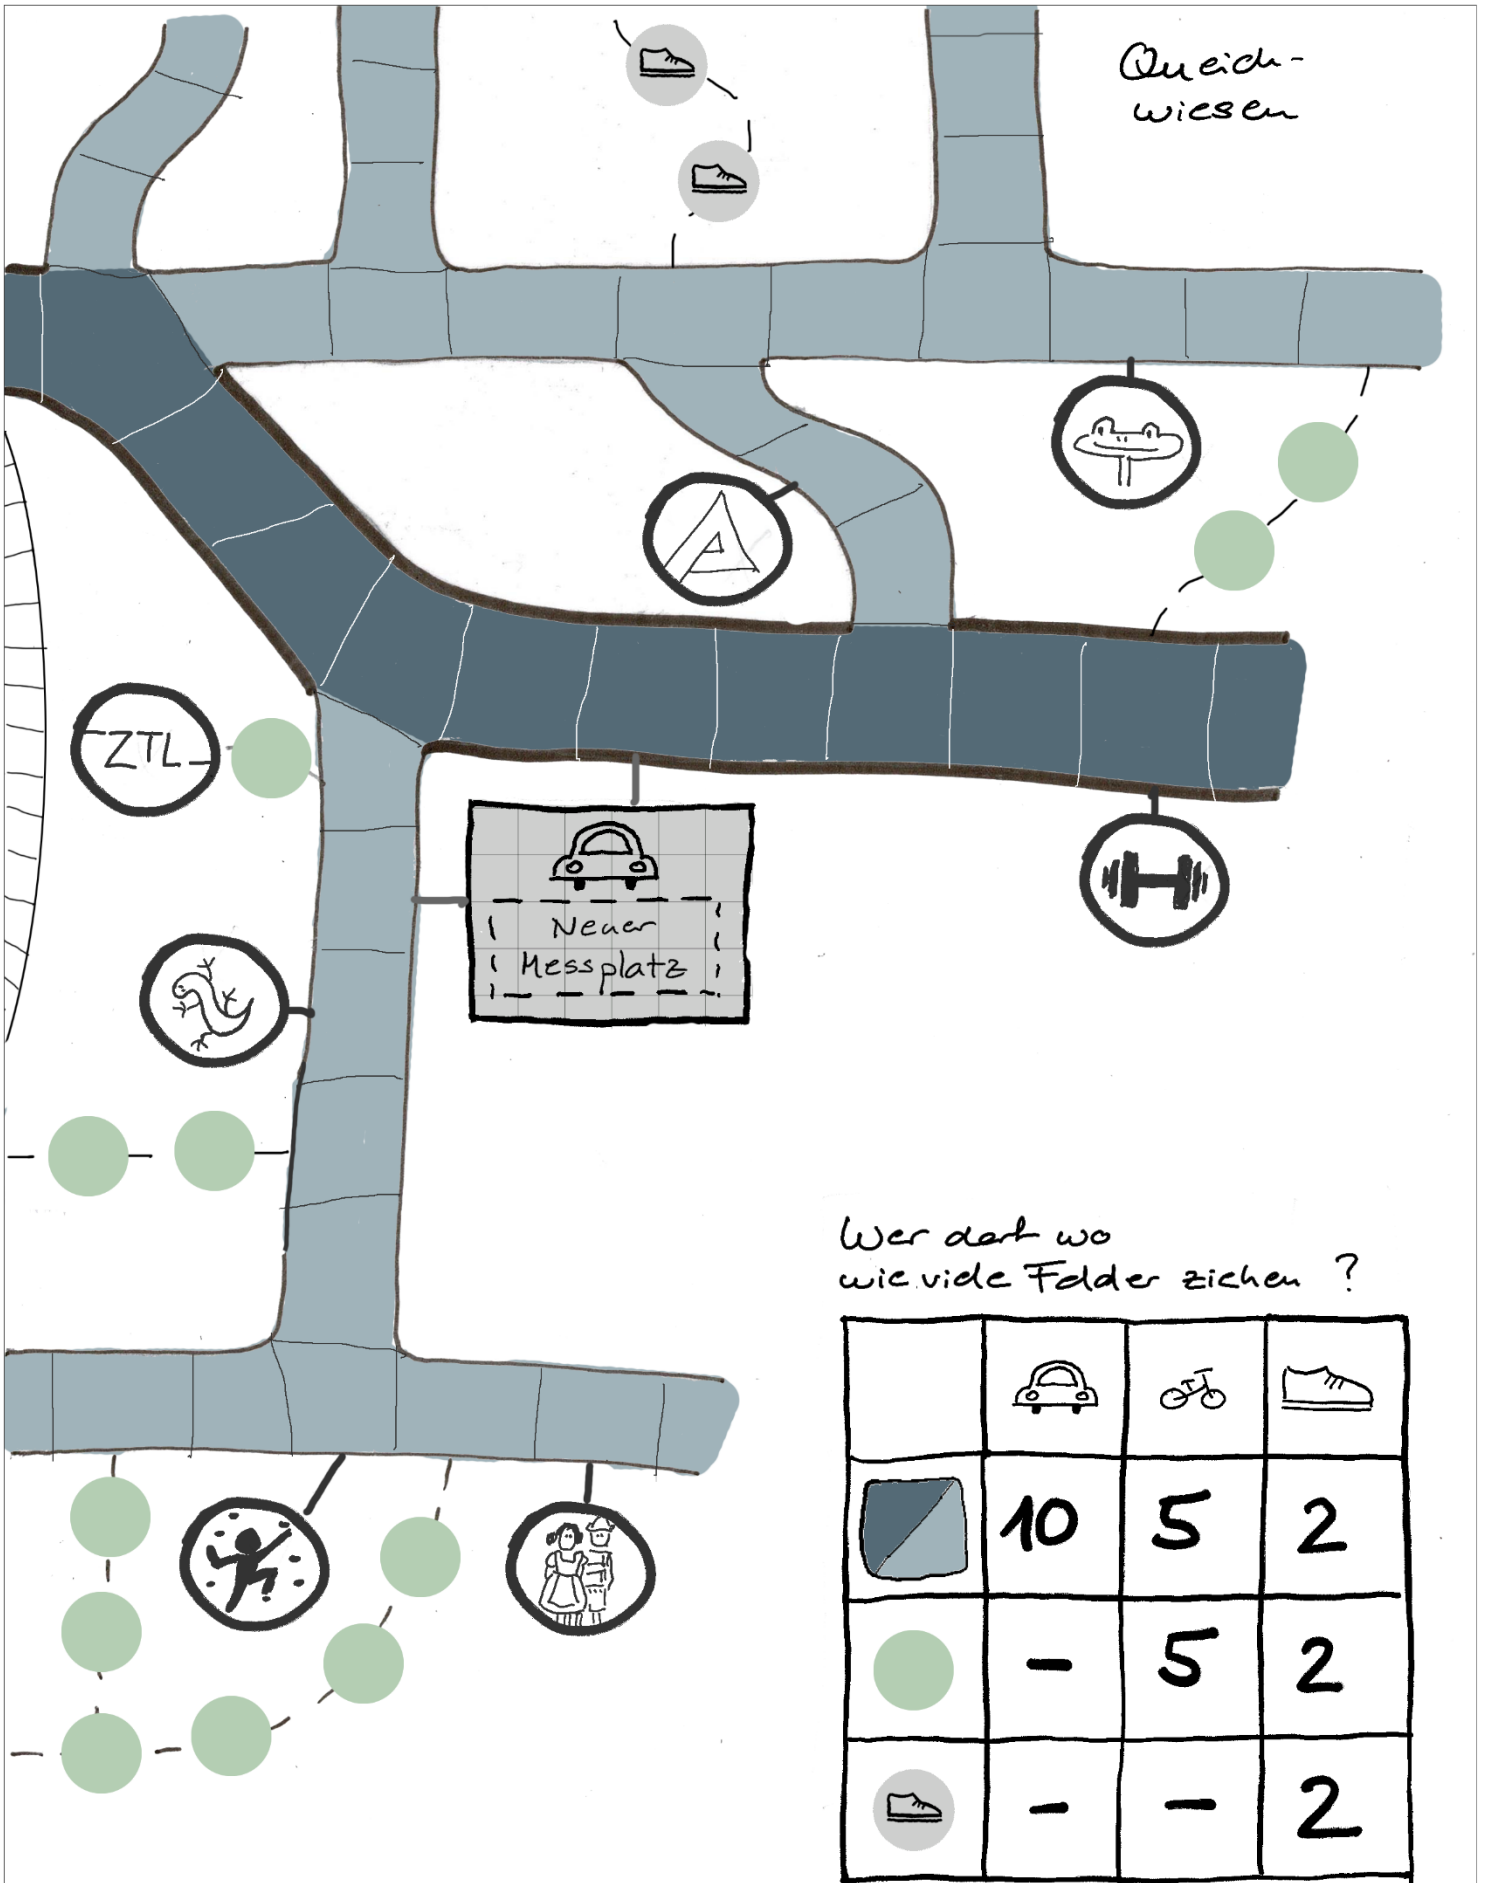 Queich-
wiesen
ZTL
Neuer
Messplatz
Wer darf wo
wie viele Felder ziehen ?
10 5 2
- 5 2
- - 2